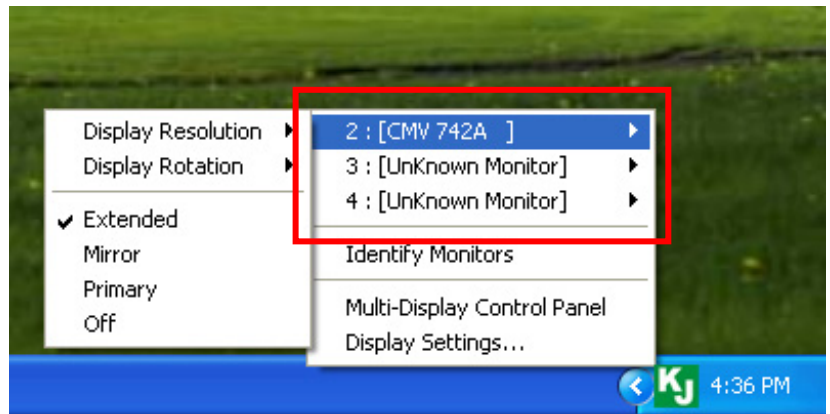 Display Resolution
Display Rotation
Extended
Mirror
Primary
Off
2 : [CMV 742A ]
3 : [UnKnown Monitor]
4 : [UnKnown Monitor]
Identify Monitors
Multi-Display Control Panel
Display Settings...
KJ 4:36 PM